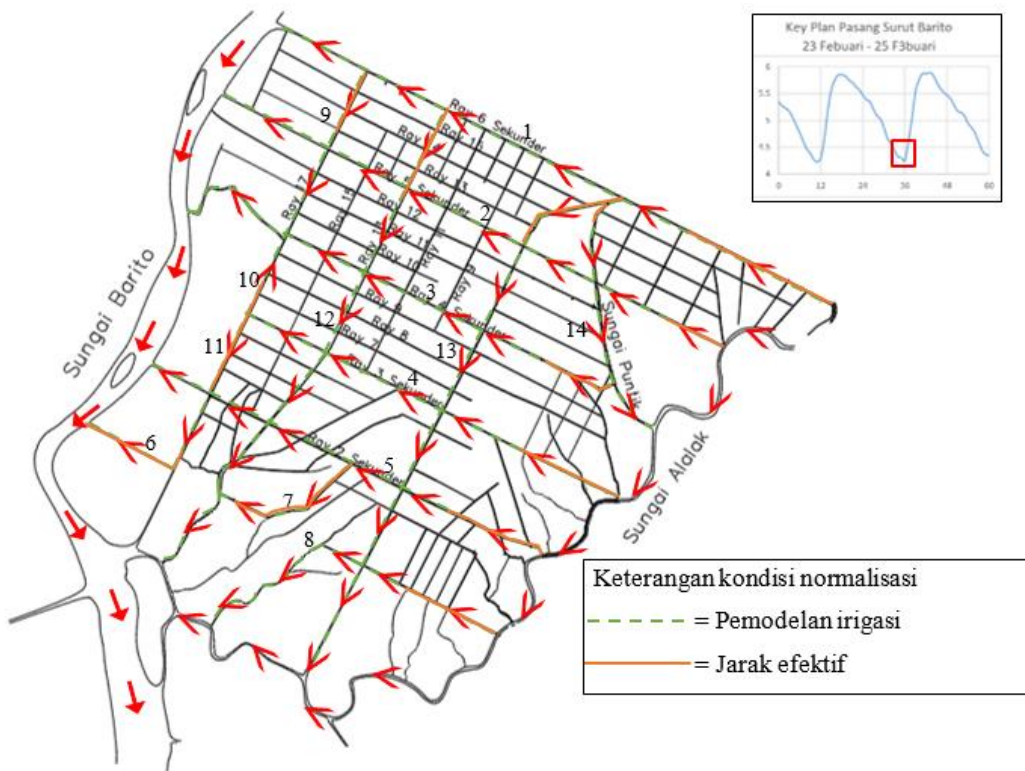 Key Plan Pasang Surut Barito
23 Febuari - 25 F3buari
6
5.5
5
4.5
4
0 12 24 36 48 60
Sungai Barito
Sungai Alalak
Sungai Puntik
Ray 6 Sekunder
Ray 5 Sekunder
Ray 4 Sekunder
Ray 3 Sekunder
Ray 2 Sekunder
Ray 17
Ray 15
Ray 13
Ray 12
Ray 11
Ray 10
Ray 9
Ray 8
Ray 8
Ray 7
1
2
3
4
5
6
7
8
9
10
11
12
13
14
Keterangan kondisi normalisasi
= Pemodelan irigasi
= Jarak efektif